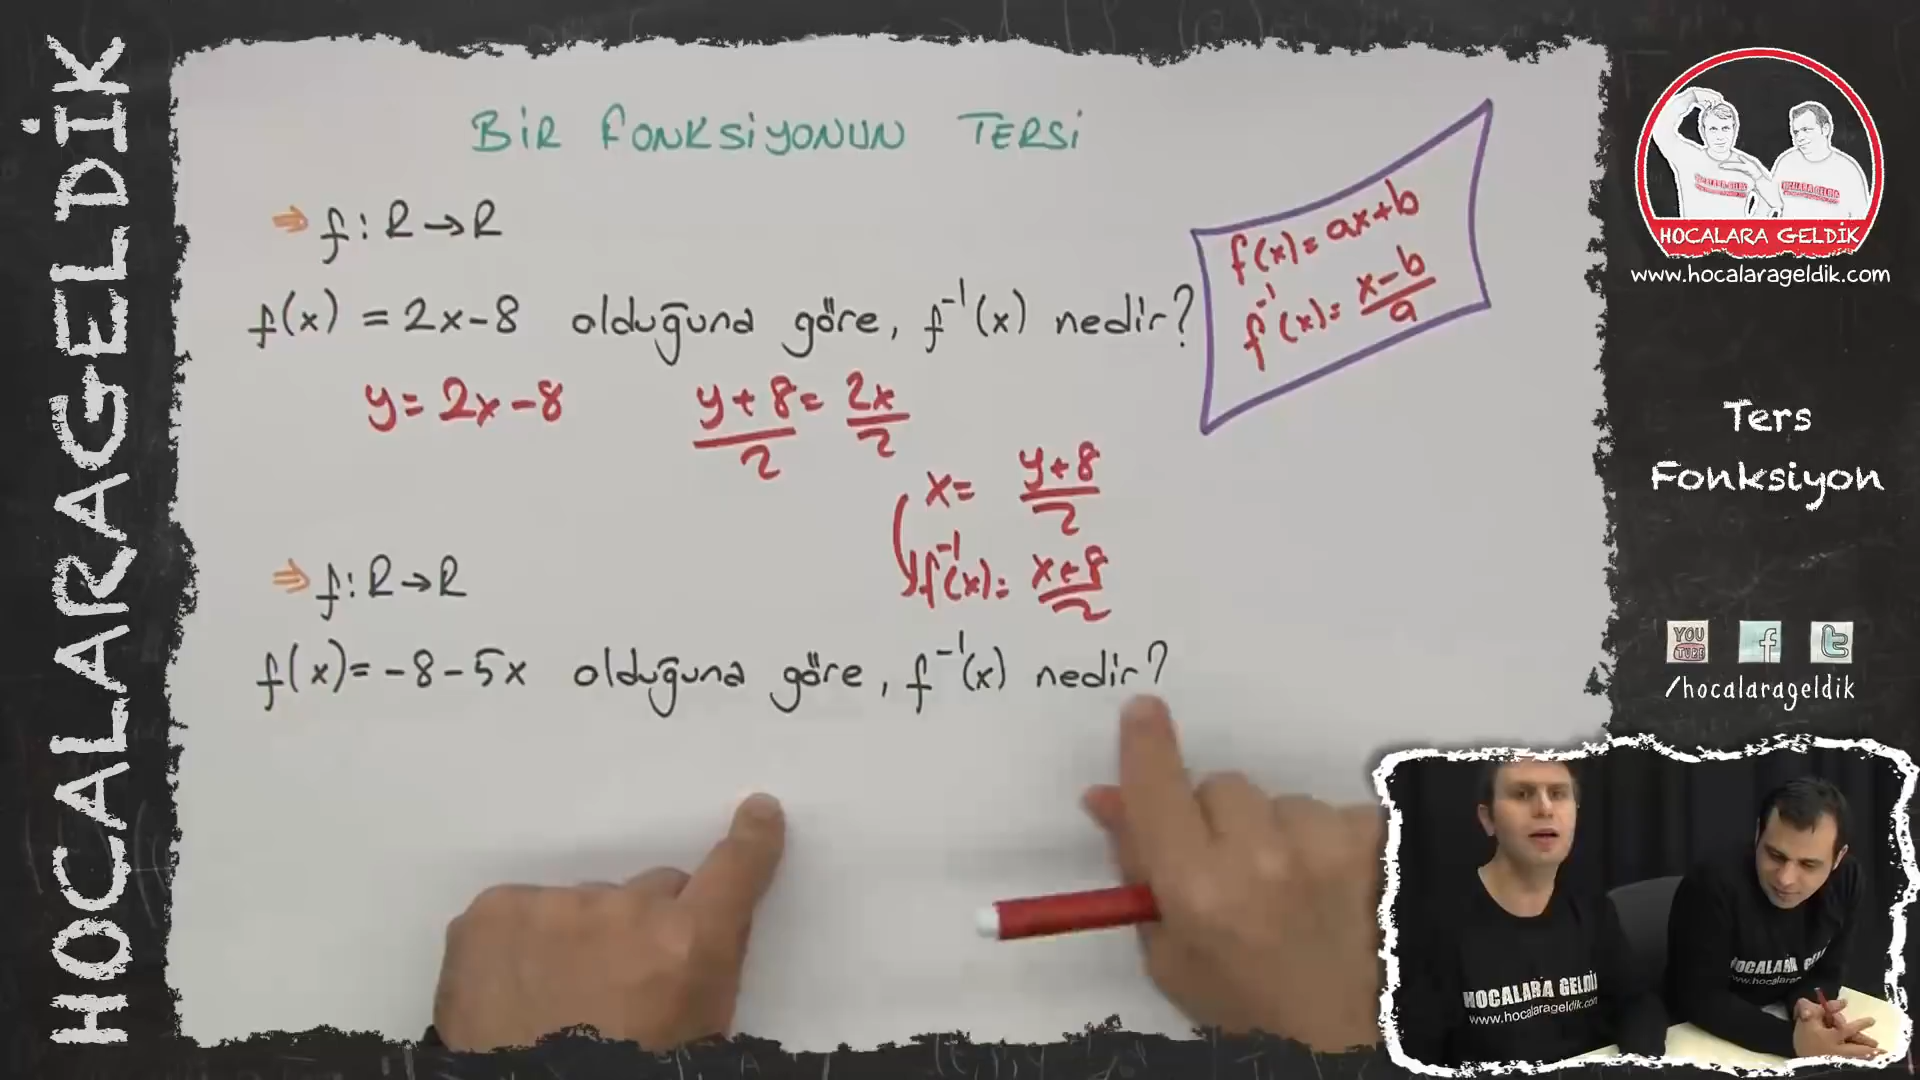 HOCALARAGELDİK
BİR FONKSİYONUN TERSİ
⇒ f: R→R
f(x) = 2x-8 olduğuna göre, f⁻¹(x) nedir?
y = 2x-8
(y+8)/2 = 2x/2
x = (y+8)/2
f⁻¹(x) = (x+8)/2
f(x) = ax+b
f⁻¹(x) = (x-b)/a
⇒ f: R→R
f(x) = -8-5x olduğuna göre, f⁻¹(x) nedir?
HOCALARA GELDİK
www.hocalarageldik.com
Ters
Fonksiyon
YOU
TUBE
f
t
/hocalarageldik
HOCALARA GELDİK
www.hocalarageldik.com